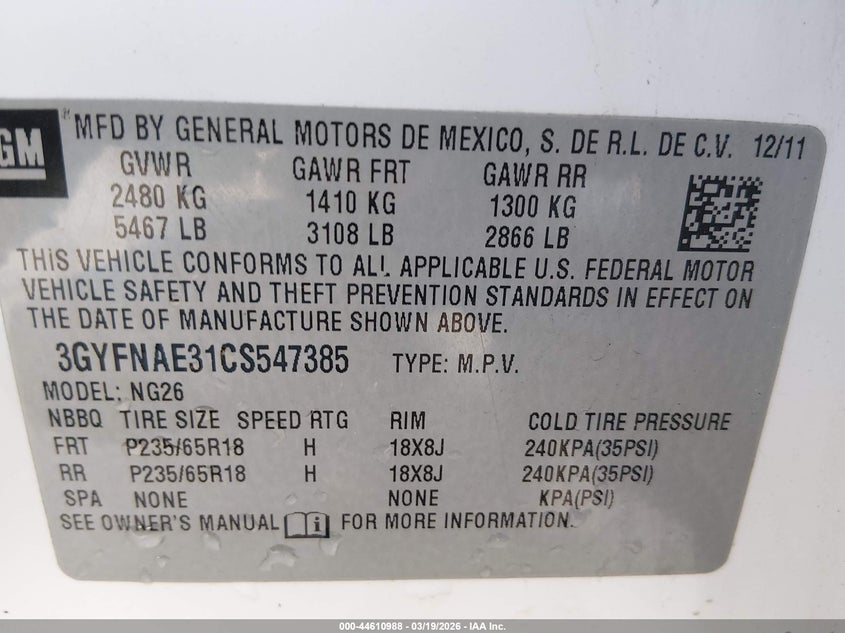 GM
MFD BY GENERAL MOTORS DE MEXICO, S. DE R.L. DE C.V. 12/11
GVWR GAWR FRT GAWR RR
2480 KG 1410 KG 1300 KG
5467 LB 3108 LB 2866 LB
THIS VEHICLE CONFORMS TO ALL APPLICABLE U.S. FEDERAL MOTOR
VEHICLE SAFETY AND THEFT PREVENTION STANDARDS IN EFFECT ON
THE DATE OF MANUFACTURE SHOWN ABOVE.
3GYFNAE31CS547385 TYPE: M.P.V.
MODEL: NG26
NBBQ TIRE SIZE SPEED RTG RIM COLD TIRE PRESSURE
FRT P235/65R18 H 18X8J 240KPA(35PSI)
RR P235/65R18 H 18X8J 240KPA(35PSI)
SPA NONE NONE KPA(PSI)
SEE OWNER'S MANUAL FOR MORE INFORMATION.
000-44610988 - 03/19/2026 - IAA Inc.